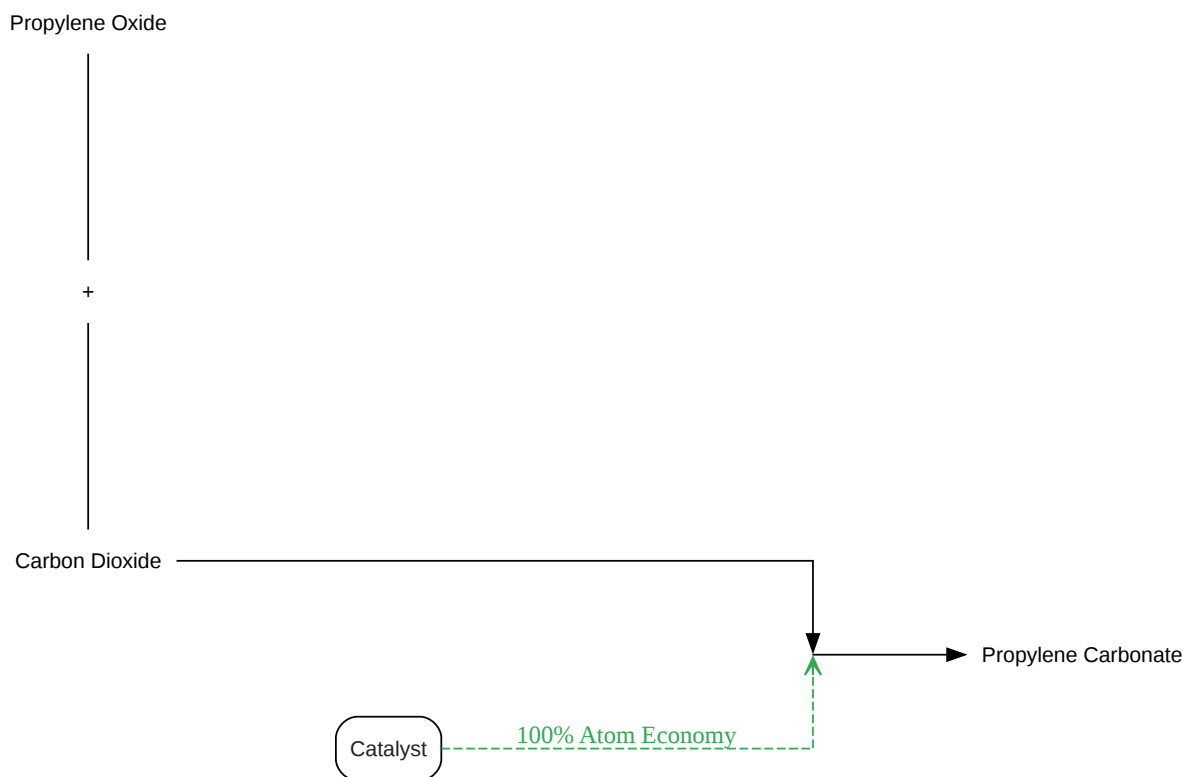 Propylene Oxide
+
Carbon Dioxide
Propylene Carbonate
100% Atom Economy
Catalyst